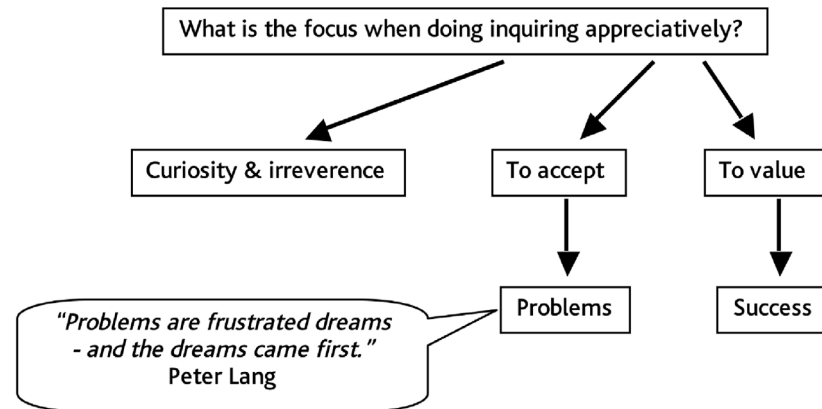 What is the focus when doing inquiring appreciatively?
Curiosity & irreverence
To accept
To value
Problems
Success
“Problems are frustrated dreams
- and the dreams came first.”
Peter Lang